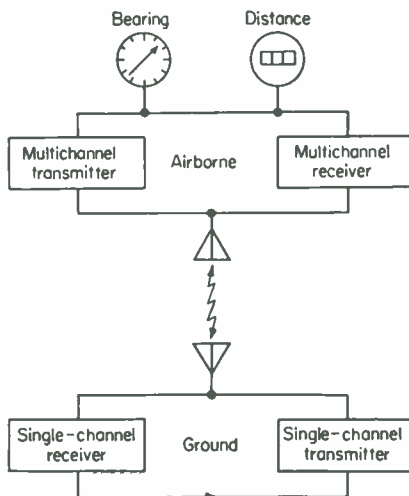 Bearing
Distance
Multichannel
transmitter
Airborne
Multichannel
receiver
Single-channel
receiver
Ground
Single-channel
transmitter